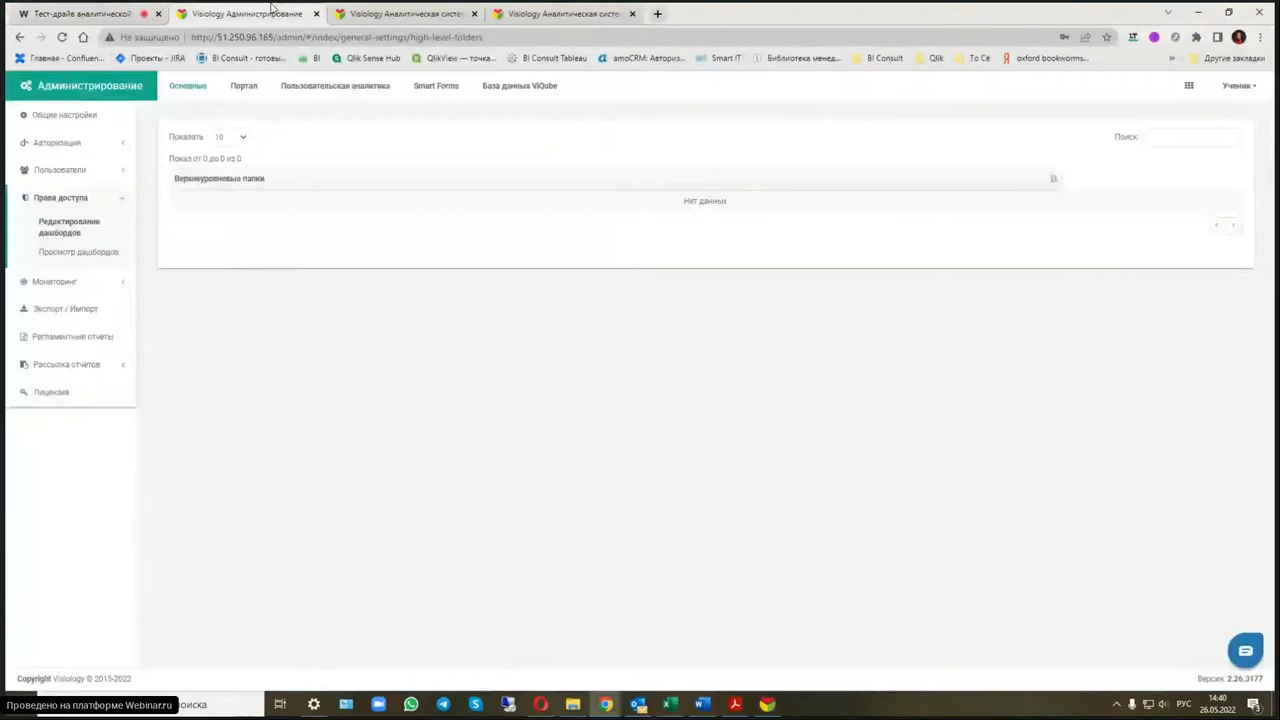 Тест-драйв аналитической
Visiology Администрирование
Visiology Аналитическая систем
Visiology Аналитическая систем
Не защищено
http://51.250.96.165/admin/#/index/general-settings/high-level-folders
Главная - Confluen...
Проекты - JIRA
BI Consult - готовы...
BI
Qlik Sense Hub
QlikView — точка...
BI Consult Tableau
amoCRM: Авториз...
Smart IT
Библиотека менед...
BI Consult
Qlik
To Ce
oxford bookworms...
»
Другие закладки
Администрирование
Основные
Портал
Пользовательская аналитика
Smart Forms
База данных ViQube
Ученик
Общие настройки
Авторизация
Пользователи
Права доступа
Редактирование
дашбордов
Просмотр дашбордов
Мониторинг
Экспорт / Импорт
Регламентные отчеты
Рассылка отчётов
Лицензия
Показать 10
Поиск:
Показ от 0 до 0 из 0
Верхнеуровневые папки
Нет данных
Copyright Visiology © 2015-2022
Версия: 2.26.3177
Проведено на платформе Webinar.ru
поиска
РУС
14:40
26.05.2022